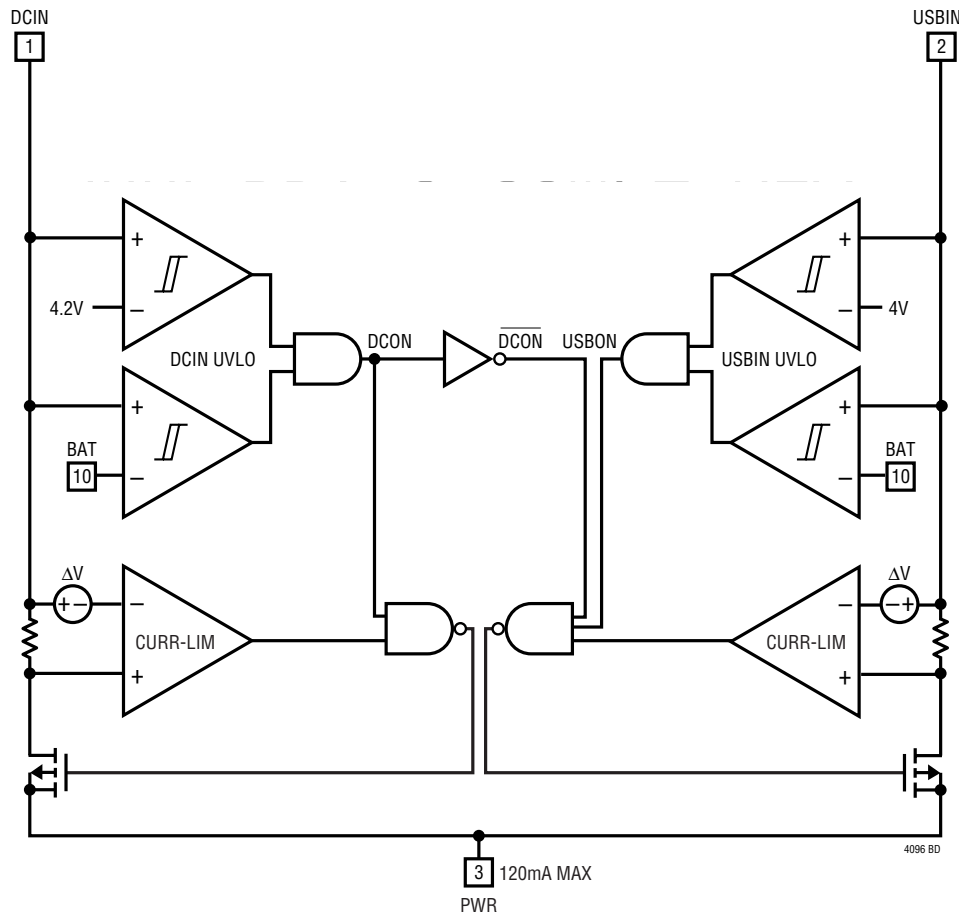 DCIN
1
USBIN
2
+
+
4.2V
−
−
4V
DCIN UVLO
DCON
DCON
USBON
USBIN UVLO
+
+
BAT
10
−
−
BAT
10
ΔV
+−
−
CURR-LIM
+
ΔV
−+
−
CURR-LIM
+
4096 BD
3
120mA MAX
PWR